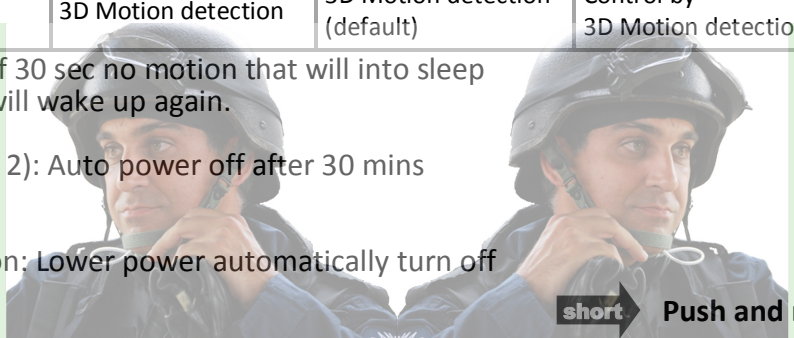 3D Motion detection
3D Motion detection
(default)
Control by
3D Motion detectio
f 30 sec no motion that will into sleep
will wake up again.
2): Auto power off after 30 mins
on: Lower power automatically turn off
short
Push and